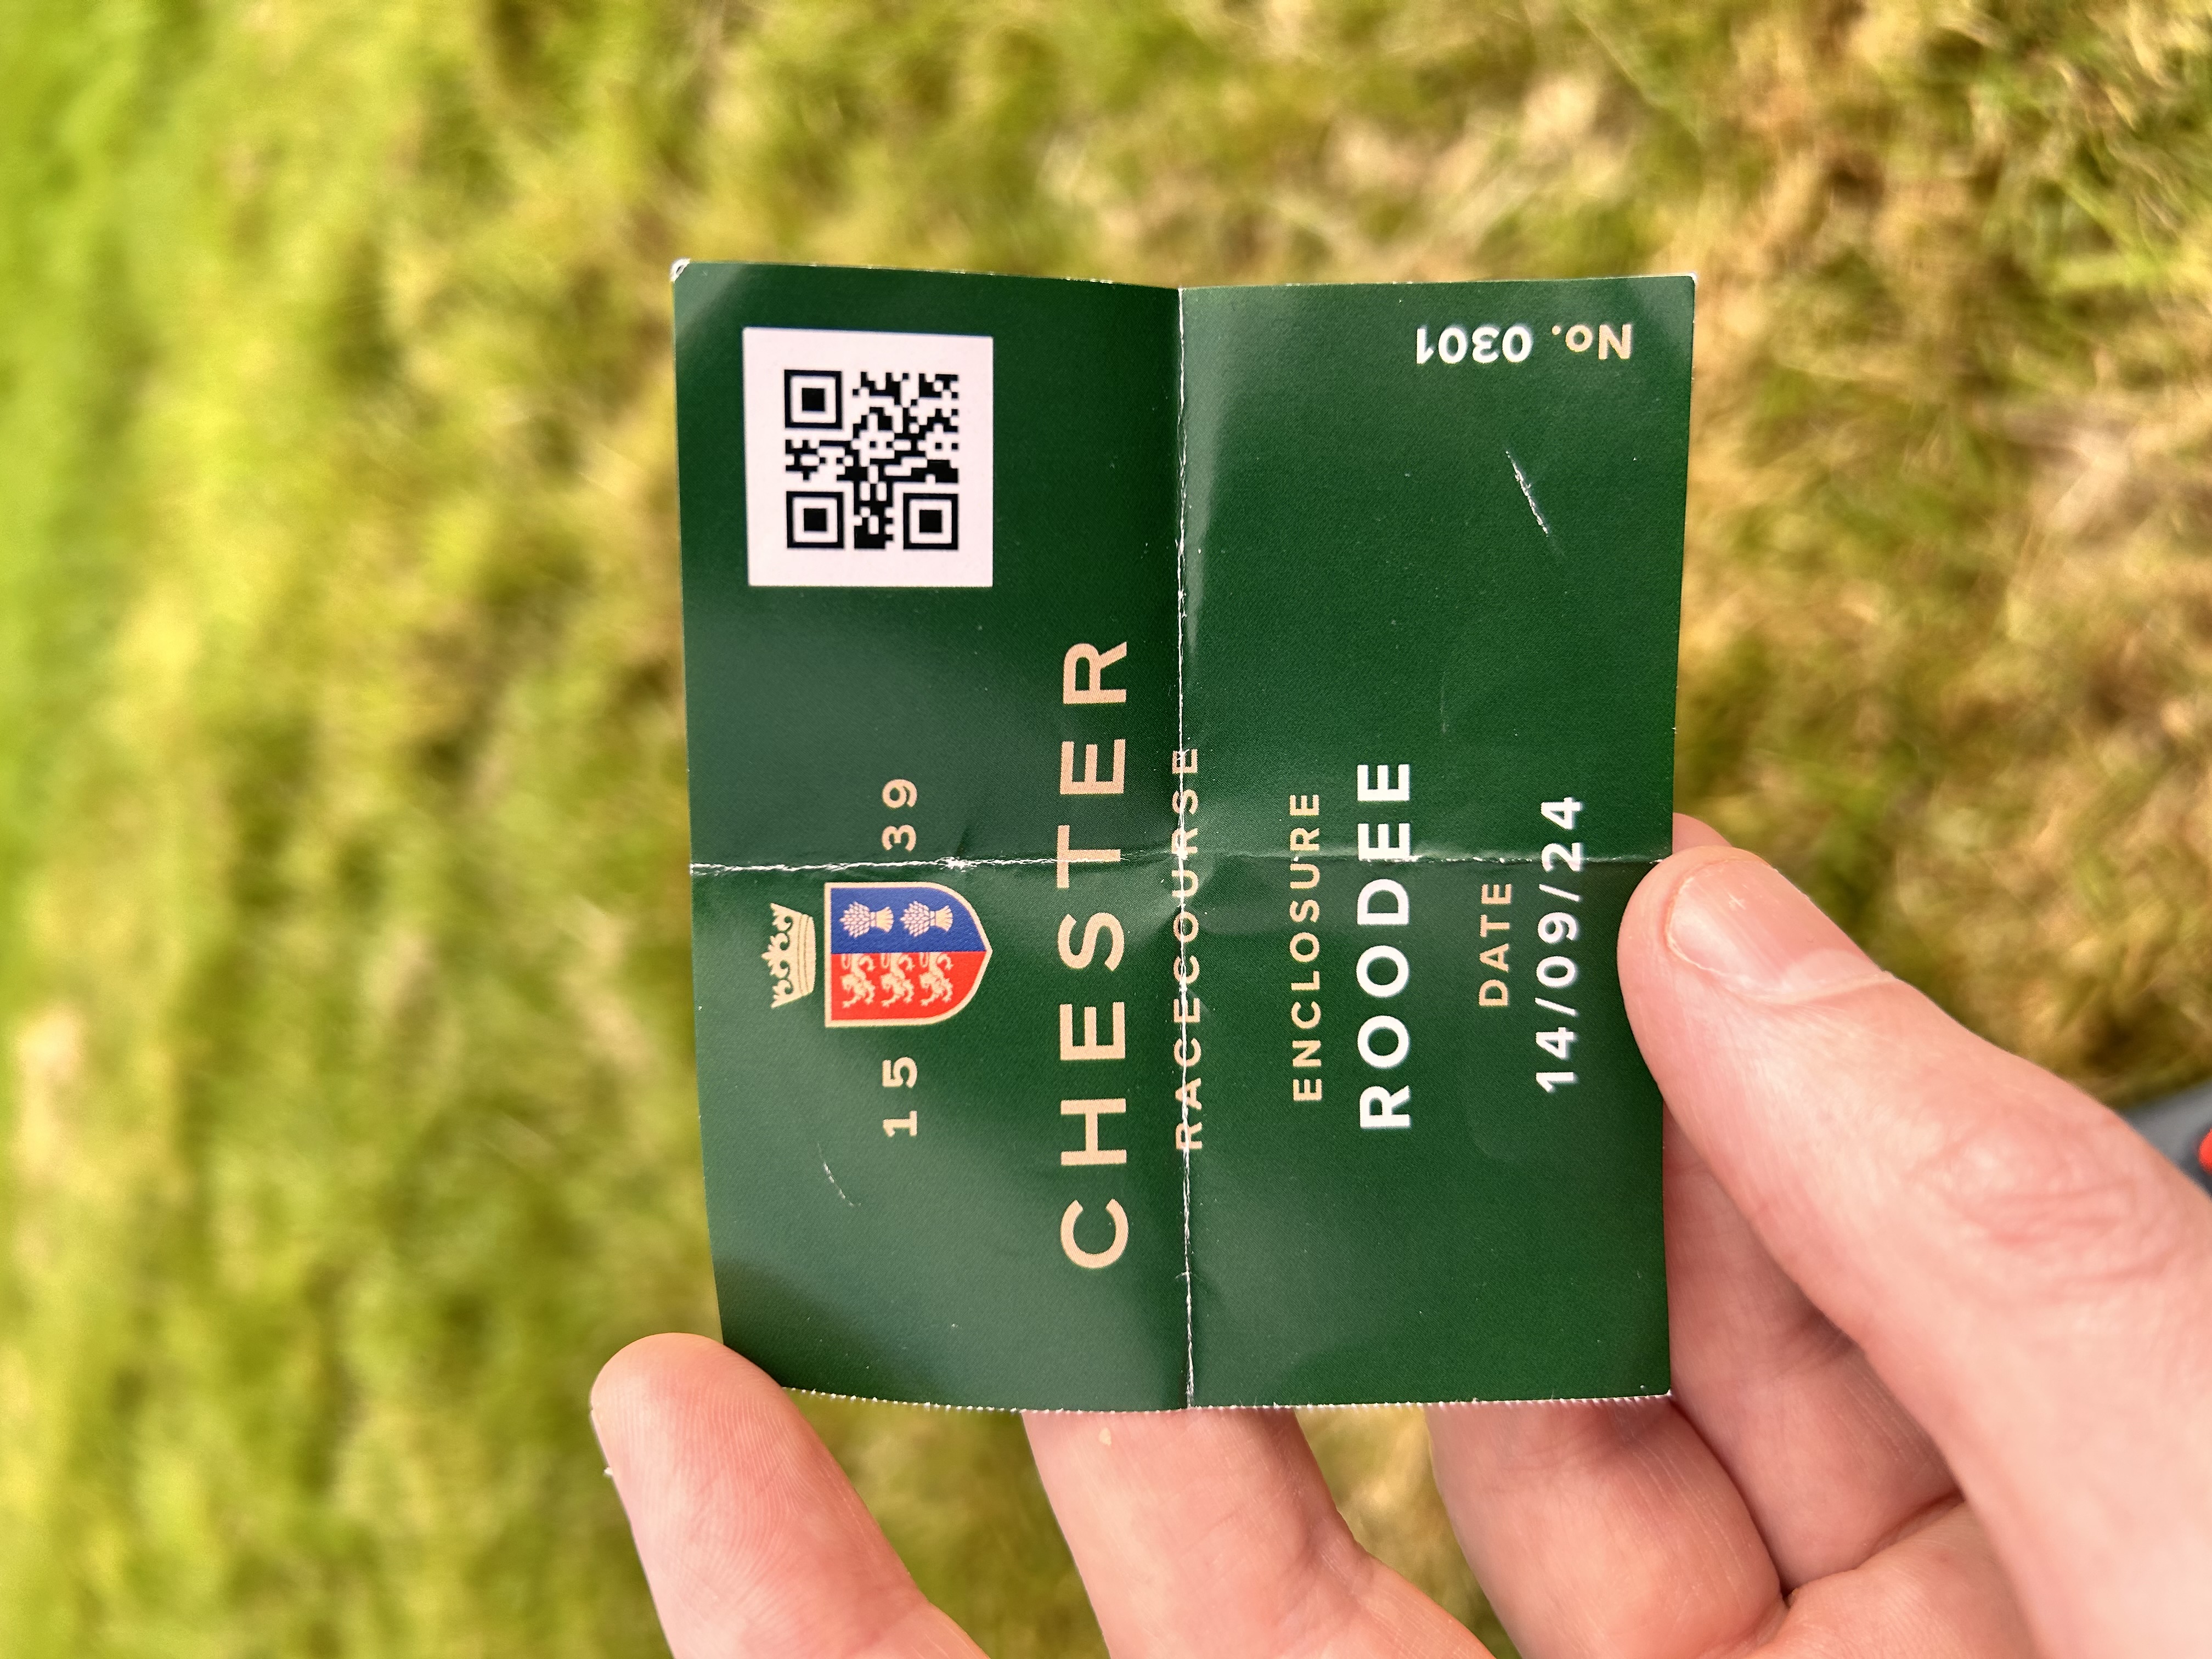 15 39
CHESTER
RACECOURSE
ENCLOSURE
ROODEE
DATE
14/09/24
No. 0301